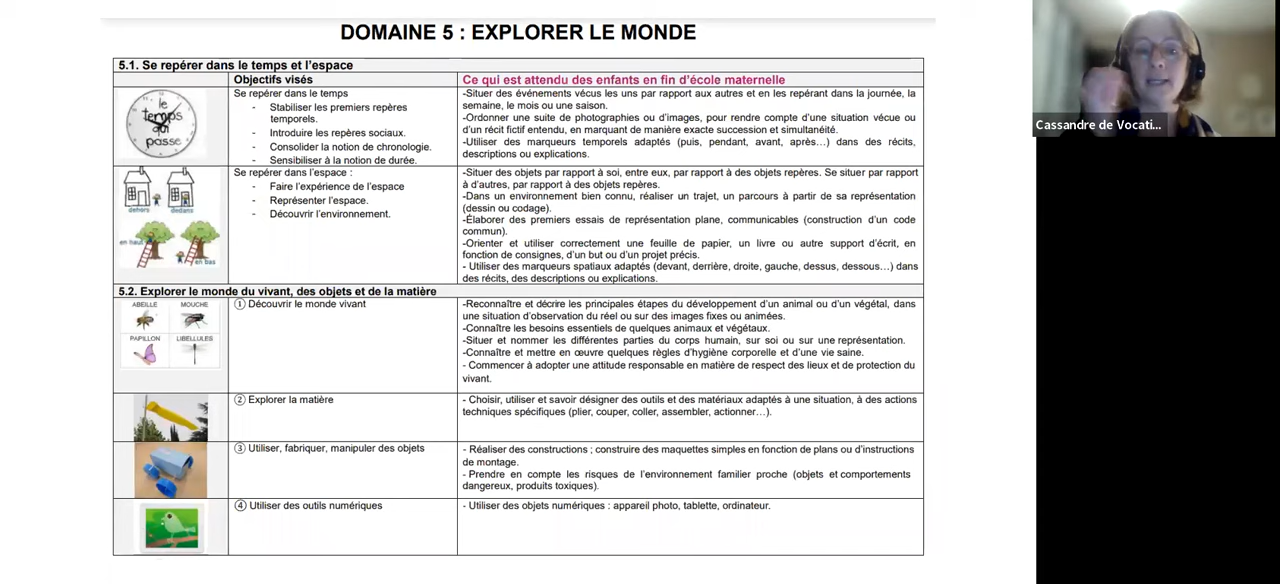 DOMAINE 5 : EXPLORER LE MONDE
5.1. Se repérer dans le temps et l'espace
Objectifs visés
Ce qui est attendu des enfants en fin d'école maternelle
le
temps
qui
passe
Se repérer dans le temps
- Stabiliser les premiers repères
temporels.
- Introduire les repères sociaux.
- Consolider la notion de chronologie.
- Sensibiliser à la notion de durée.
-Situer des événements vécus les uns par rapport aux autres et en les repérant dans la journée, la
semaine, le mois ou une saison.
-Ordonner une suite de photographies ou d'images, pour rendre compte d'une situation vécue ou
d'un récit fictif entendu, en marquant de manière exacte succession et simultanéité.
-Utiliser des marqueurs temporels adaptés (puis, pendant, avant, après…) dans des récits,
descriptions ou explications.
dehors
dedans
en haut
en bas
Se repérer dans l'espace :
- Faire l'expérience de l'espace
- Représenter l'espace.
- Découvrir l'environnement.
-Situer des objets par rapport à soi, entre eux, par rapport à des objets repères. Se situer par rapport
à d'autres, par rapport à des objets repères.
-Dans un environnement bien connu, réaliser un trajet, un parcours à partir de sa représentation
(dessin ou codage).
-Élaborer des premiers essais de représentation plane, communicables (construction d'un code
commun).
-Orienter et utiliser correctement une feuille de papier, un livre ou autre support d'écrit, en
fonction de consignes, d'un but ou d'un projet précis.
- Utiliser des marqueurs spatiaux adaptés (devant, derrière, droite, gauche, dessus, dessous…) dans
des récits, des descriptions ou explications.
5.2. Explorer le monde du vivant, des objets et de la matière
ABEILLE MOUCHE
PAPILLON LIBELLULES
① Découvrir le monde vivant
-Reconnaître et décrire les principales étapes du développement d'un animal ou d'un végétal, dans
une situation d'observation du réel ou sur des images fixes ou animées.
-Connaître les besoins essentiels de quelques animaux et végétaux.
-Situer et nommer les différentes parties du corps humain, sur soi ou sur une représentation.
-Connaître et mettre en œuvre quelques règles d'hygiène corporelle et d'une vie saine.
- Commencer à adopter une attitude responsable en matière de respect des lieux et de protection du
vivant.
② Explorer la matière
- Choisir, utiliser et savoir désigner des outils et des matériaux adaptés à une situation, à des actions
techniques spécifiques (plier, couper, coller, assembler, actionner…).
③ Utiliser, fabriquer, manipuler des objets
- Réaliser des constructions ; construire des maquettes simples en fonction de plans ou d'instructions
de montage.
- Prendre en compte les risques de l'environnement familier proche (objets et comportements
dangereux, produits toxiques).
④ Utiliser des outils numériques
- Utiliser des objets numériques : appareil photo, tablette, ordinateur.
Cassandre de Vocati...